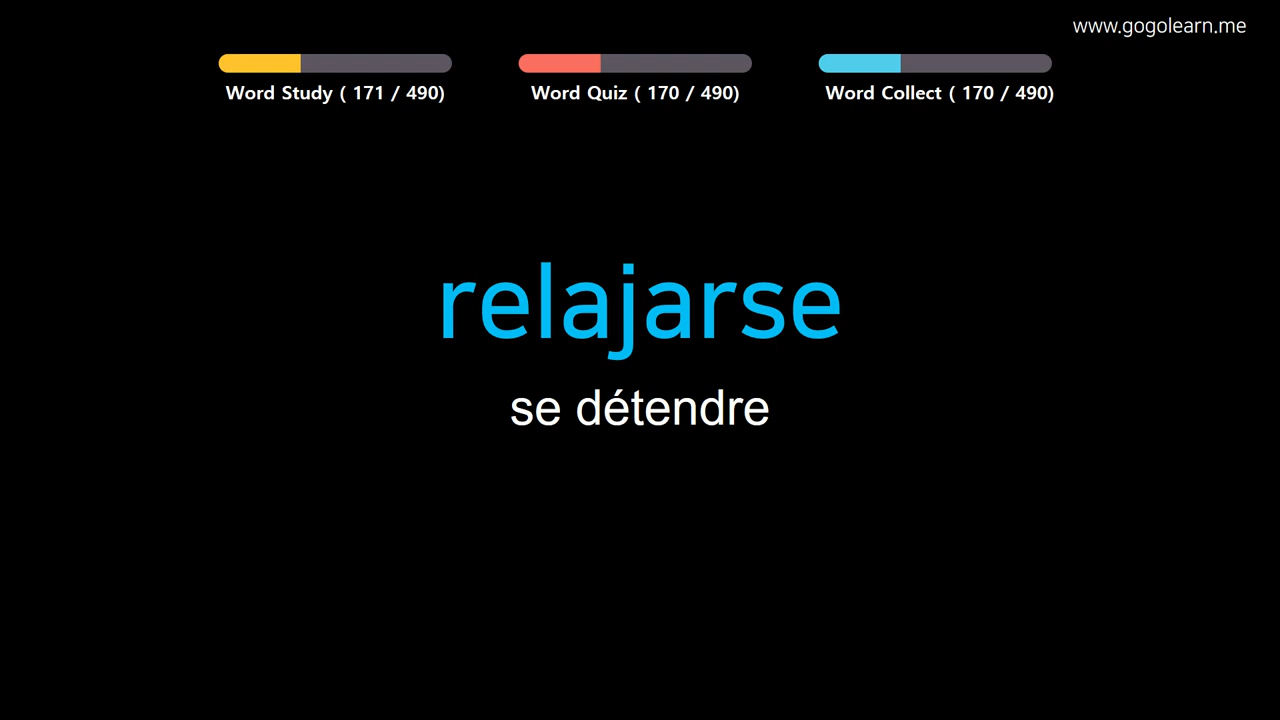 www.gogolearn.me
Word Study ( 171 / 490)
Word Quiz ( 170 / 490)
Word Collect ( 170 / 490)
relajarse
se détendre